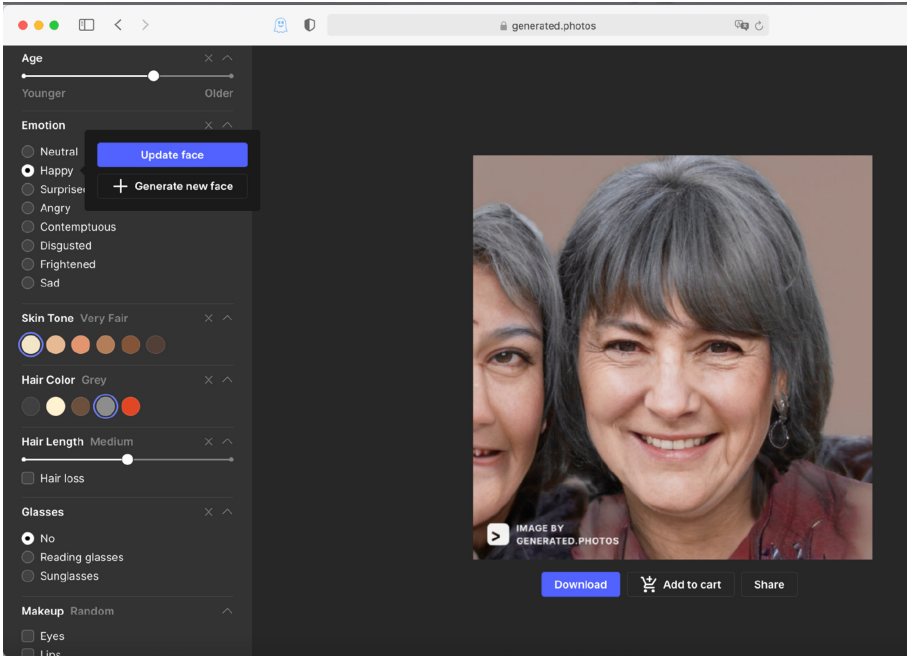 generated.photos
Age
Younger
Older
Emotion
Neutral
Happy
Surprised
Angry
Contemptuous
Disgusted
Frightened
Sad
Update face
Generate new face
Skin Tone Very Fair
Hair Color Grey
Hair Length Medium
Hair loss
Glasses
No
Reading glasses
Sunglasses
Makeup Random
Eyes
Lips
IMAGE BY
GENERATED.PHOTOS
Download
Add to cart
Share